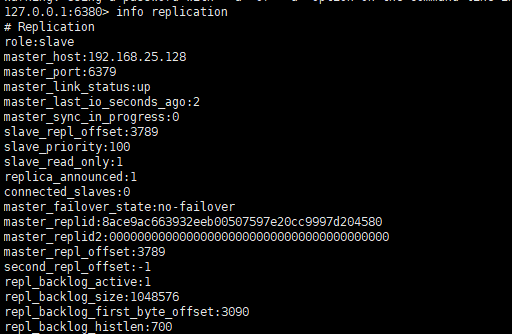 127.0.0.1:6380> info replication
# Replication
role:slave
master_host:192.168.25.128
master_port:6379
master_link_status:up
master_last_io_seconds_ago:2
master_sync_in_progress:0
slave_repl_offset:3789
slave_priority:100
slave_read_only:1
replica_announced:1
connected_slaves:0
master_failover_state:no-failover
master_replid:8ace9ac663932eeb00507597e20cc9997d204580
master_replid2:0000000000000000000000000000000000000000
master_repl_offset:3789
second_repl_offset:-1
repl_backlog_active:1
repl_backlog_size:1048576
repl_backlog_first_byte_offset:3090
repl_backlog_histlen:700